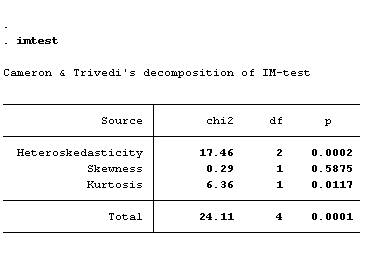 .
. imtest
Cameron & Trivedi's decomposition of IM-test
Source chi2 df p
Heteroskedasticity 17.46 2 0.0002
Skewness 0.29 1 0.5875
Kurtosis 6.36 1 0.0117
Total 24.11 4 0.0001